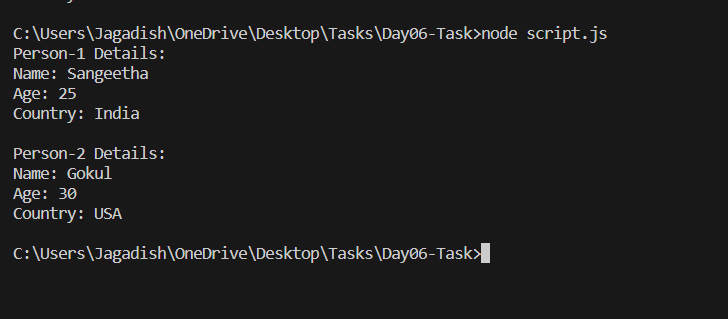 C:\Users\Jagadish\OneDrive\Desktop\Tasks\Day06-Task>node script.js
Person-1 Details:
Name: Sangeetha
Age: 25
Country: India
Person-2 Details:
Name: Gokul
Age: 30
Country: USA
C:\Users\Jagadish\OneDrive\Desktop\Tasks\Day06-Task>